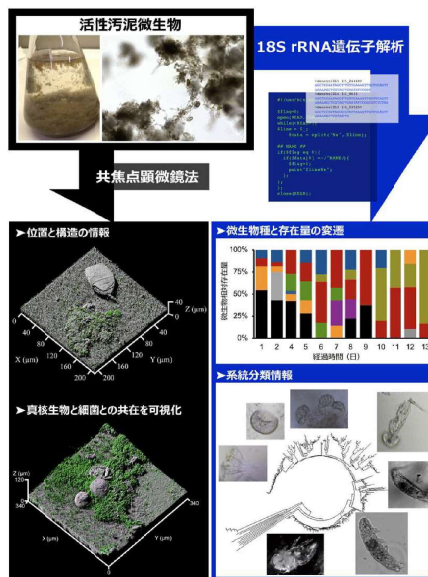 活性汚泥微生物
18S rRNA遺伝子解析
共焦点顕微鏡法
➤位置と構造の情報
40
0
Z (μm)
0
40
80
120
160
200
X (μm)
0
40
80
120
160
200
Y (μm)
➤真核生物と細菌との共在を可視化
Z (μm)
120
0
340
340
X (μm)
Y (μm)
0
➤微生物種と存在量の変遷
微生物相対存在量
100%
75%
50%
25%
0%
1 2 4 5 6 7 8 9 10 11 12 13
経過時間（日）
➤系統分類情報